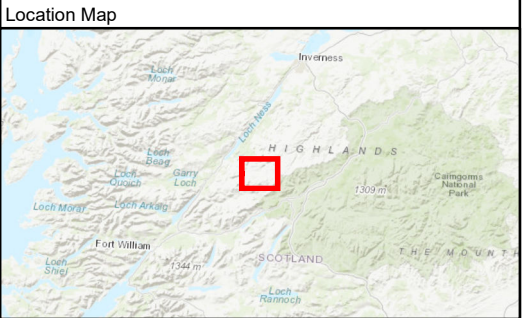 Location Map
Inverness
Loch
Monar
Loch Ness
HIGHLANDS
Loch
Beag
Loch
Quoich
Garry
Loch
Cairngorms
National
Park
1309 m
Loch Morar
Loch Arkaig
Fort William
THE MOUNTH
1344 m
SCOTLAND
Loch
Shiel
Loch
Rannoch